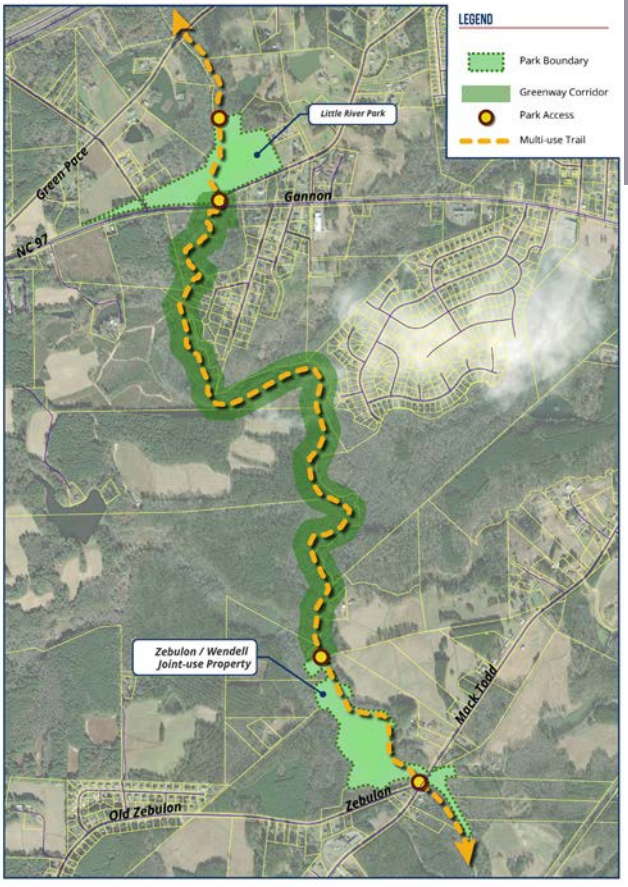 LEGEND
Park Boundary
Greenway Corridor
Park Access
Multi-use Trail
Little River Park
Green Pace
Gannon
NC 97
Zebulon / Wendell
Joint-use Property
Mack Todd
Old Zebulon
Zebulon